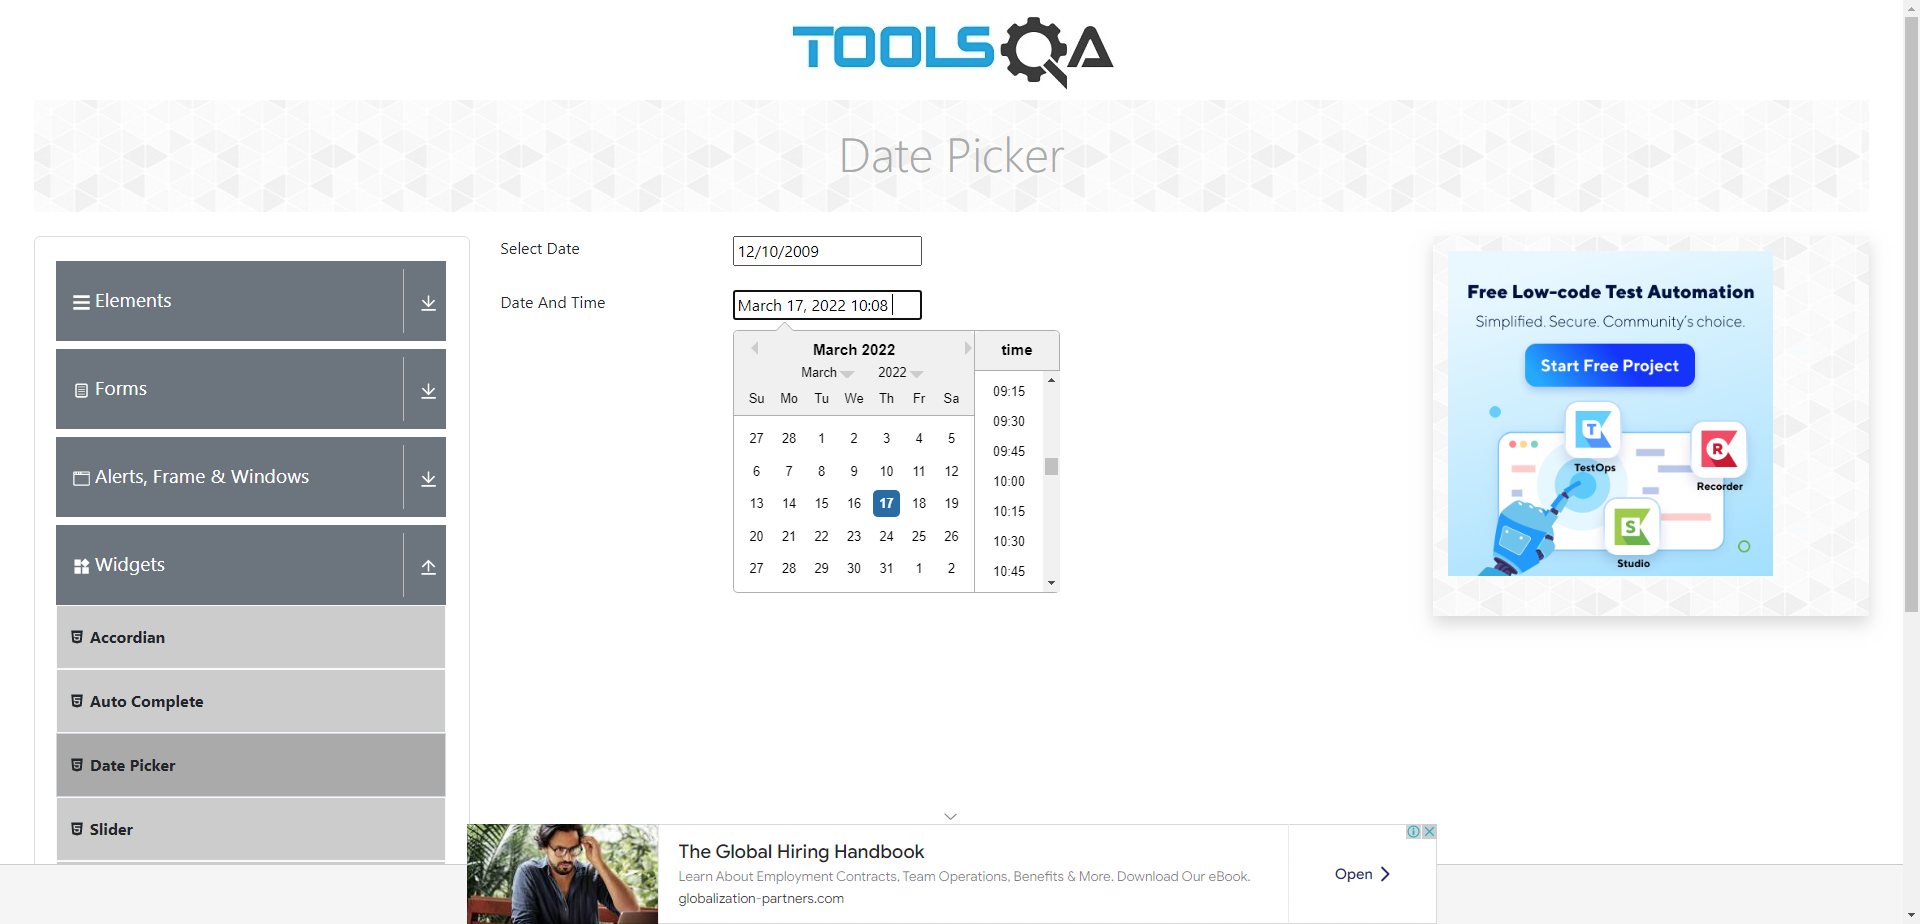 TOOLSQA
Date Picker
Elements
Forms
Alerts, Frame & Windows
Widgets
Accordian
Auto Complete
Date Picker
Slider
Select Date
12/10/2009
Date And Time
March 17, 2022 10:08
March 2022
March 2022
Su Mo Tu We Th Fr Sa
27 28 1 2 3 4 5
6 7 8 9 10 11 12
13 14 15 16 17 18 19
20 21 22 23 24 25 26
27 28 29 30 31 1 2
time
09:15
09:30
09:45
10:00
10:15
10:30
10:45
Free Low-code Test Automation
Simplified. Secure. Community's choice.
Start Free Project
T
TestOps
R
Recorder
S
Studio
The Global Hiring Handbook
Learn About Employment Contracts, Team Operations, Benefits & More. Download Our eBook.
globalization-partners.com
Open